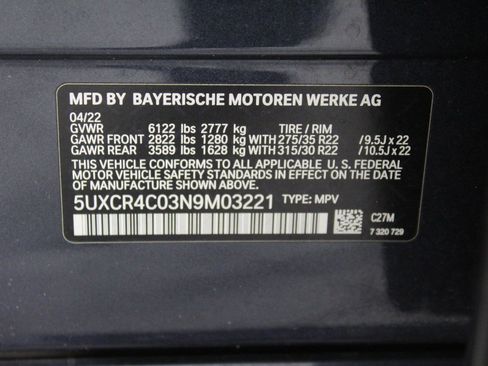 MFD BY BAYERISCHE MOTOREN WERKE AG
04/22
GVWR 6122 lbs 2777 kg TIRE / RIM
GAWR FRONT 2822 lbs 1280 kg WITH 275/35 R22 / 9.5J x 22
GAWR REAR 3589 lbs 1628 kg WITH 315/30 R22 / 10.5J x 22
THIS VEHICLE CONFORMS TO ALL APPLICABLE U. S. FEDERAL
MOTOR VEHICLE SAFETY STANDARDS IN EFFECT ON THE DATE
OF MANUFACTURE SHOWN ABOVE.
5UXCR4C03N9M03221 TYPE: MPV
C27M
7 320 729